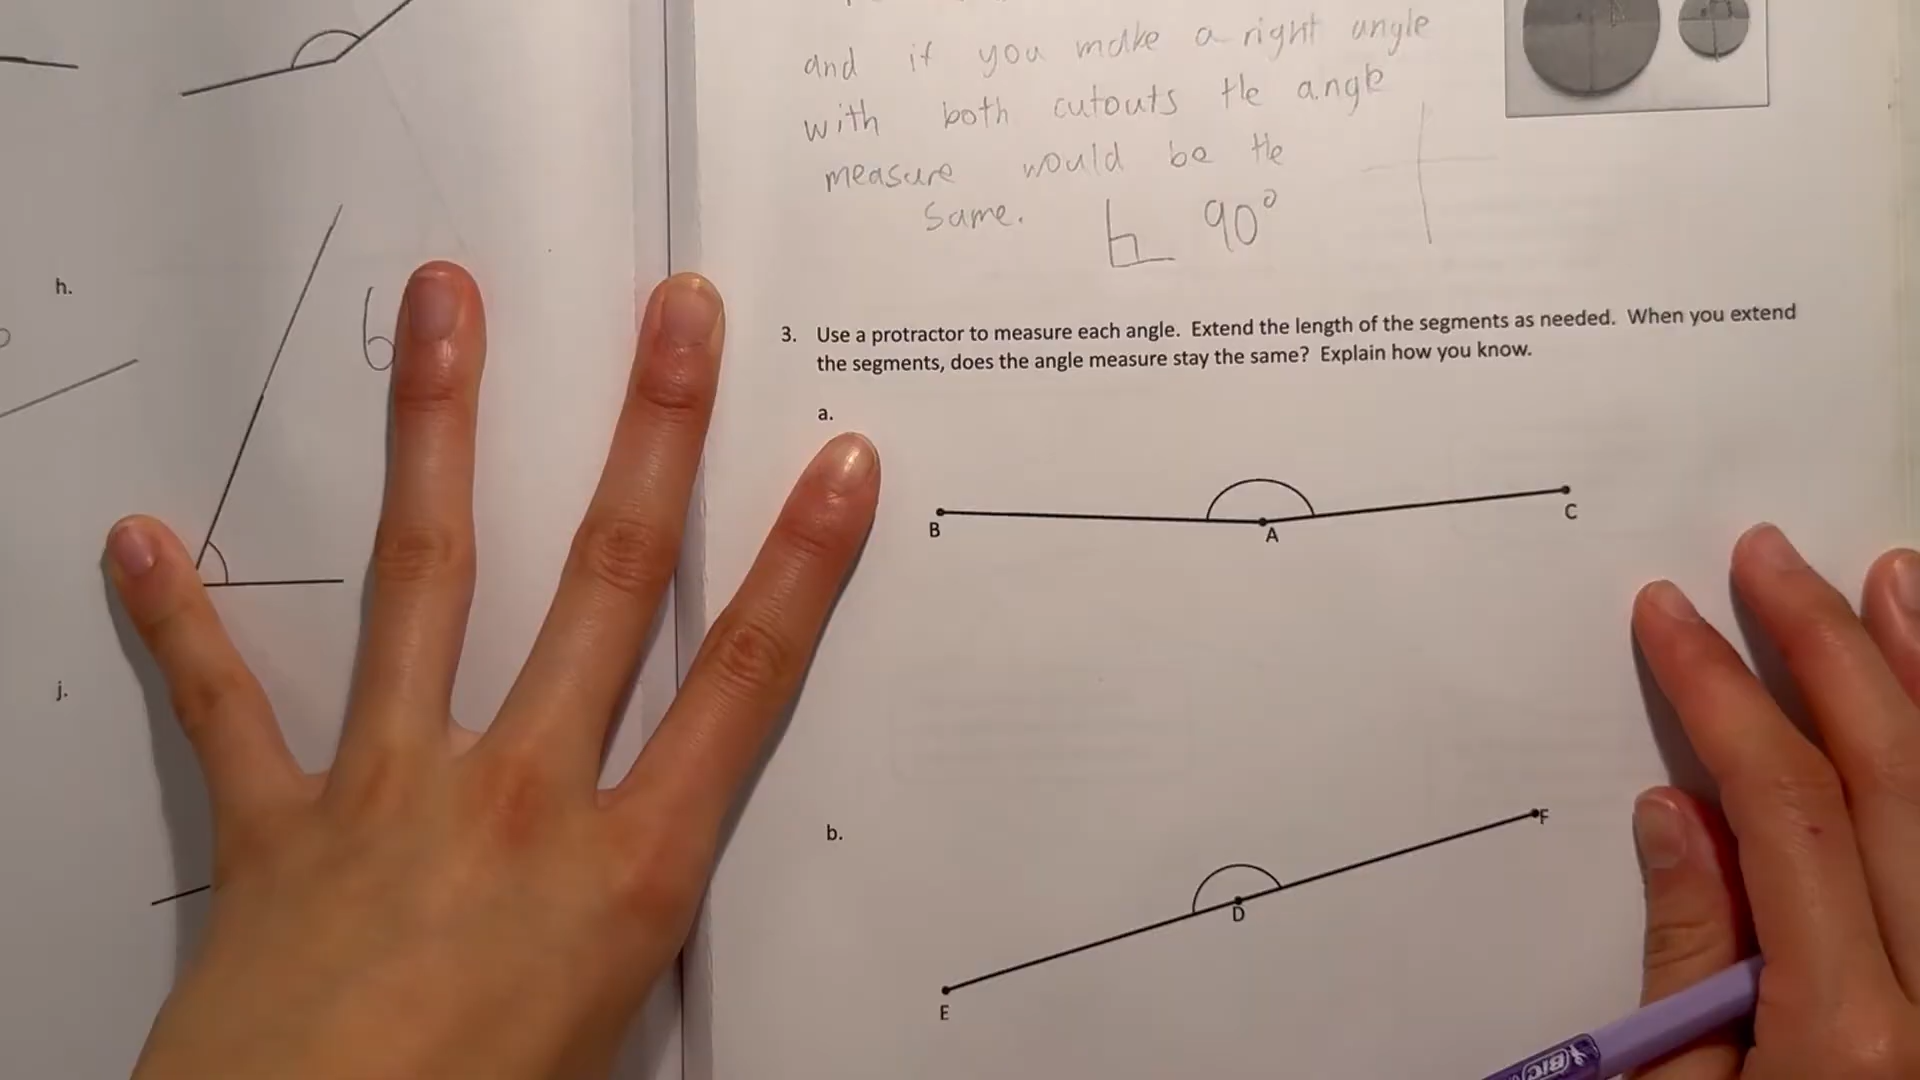 h.
6
j.
and if you make a right angle
with both cutouts the angle
measure would be the
same. 90°
3. Use a protractor to measure each angle. Extend the length of the segments as needed. When you extend
the segments, does the angle measure stay the same? Explain how you know.
a.
B A C
b.
F
D
E
BIC